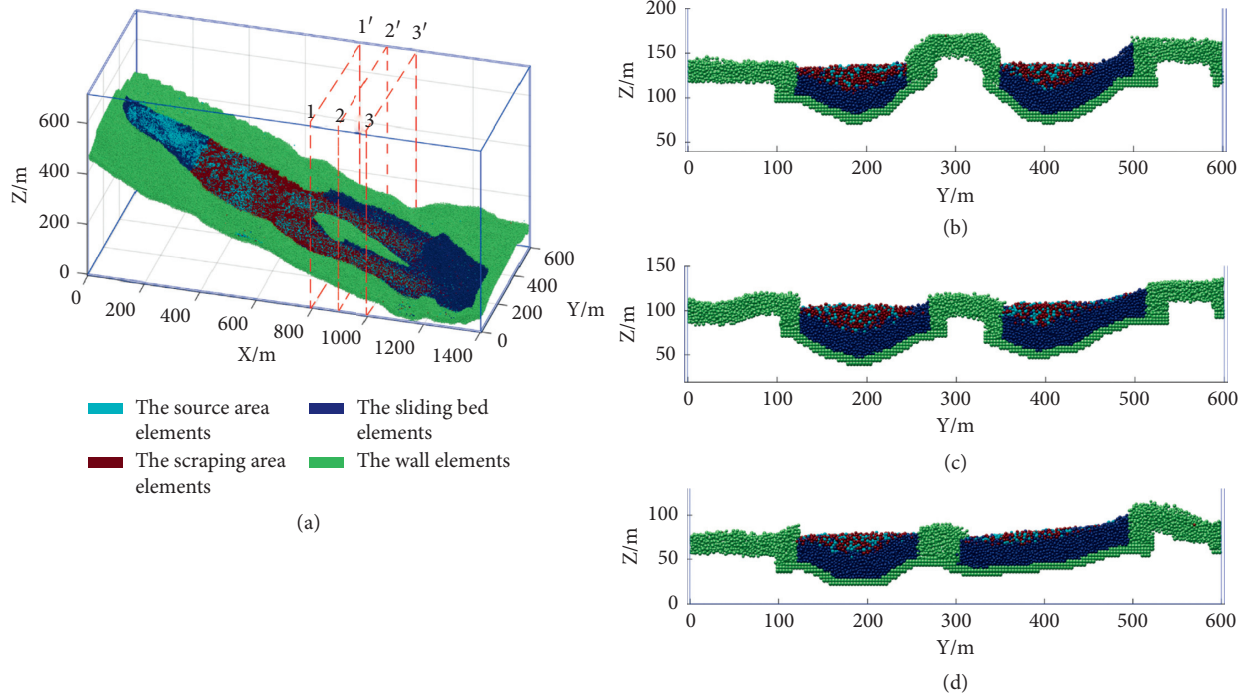 1′
2′
3′
1
2
3
600
400
200
0
Z/m
0
200
400
600
800
1000
1200
1400
X/m
600
400
200
0
Y/m
The source area
elements
The scraping area
elements
The sliding bed
elements
The wall elements
(a)
200
150
100
50
Z/m
0
100
200
300
400
500
600
Y/m
(b)
150
100
50
Z/m
0
100
200
300
400
500
600
Y/m
(c)
100
50
0
Z/m
0
100
200
300
400
500
600
Y/m
(d)